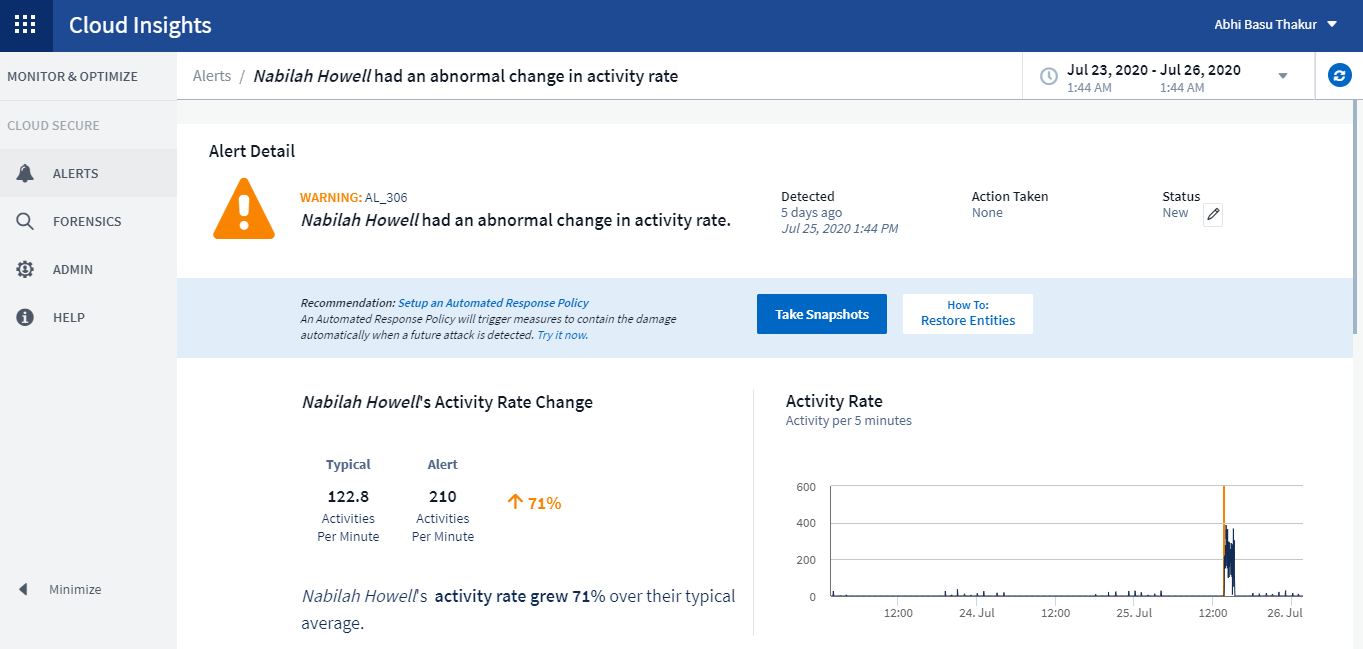 Cloud Insights
Abhi Basu Thakur
MONITOR & OPTIMIZE
Alerts / Nabilah Howell had an abnormal change in activity rate
Jul 23, 2020 - Jul 26, 2020
1:44 AM 1:44 AM
CLOUD SECURE
ALERTS
FORENSICS
ADMIN
HELP
Minimize
Alert Detail
WARNING: AL_306
Nabilah Howell had an abnormal change in activity rate.
Detected
5 days ago
Jul 25, 2020 1:44 PM
Action Taken
None
Status
New
Recommendation: Setup an Automated Response Policy
An Automated Response Policy will trigger measures to contain the damage
automatically when a future attack is detected. Try it now.
Take Snapshots
How To:
Restore Entities
Nabilah Howell's Activity Rate Change
Typical
122.8
Activities
Per Minute
Alert
210
Activities
Per Minute
71%
Nabilah Howell's activity rate grew 71% over their typical
average.
Activity Rate
Activity per 5 minutes
600
400
200
0
12:00 24. Jul 12:00 25. Jul 12:00 26. Jul